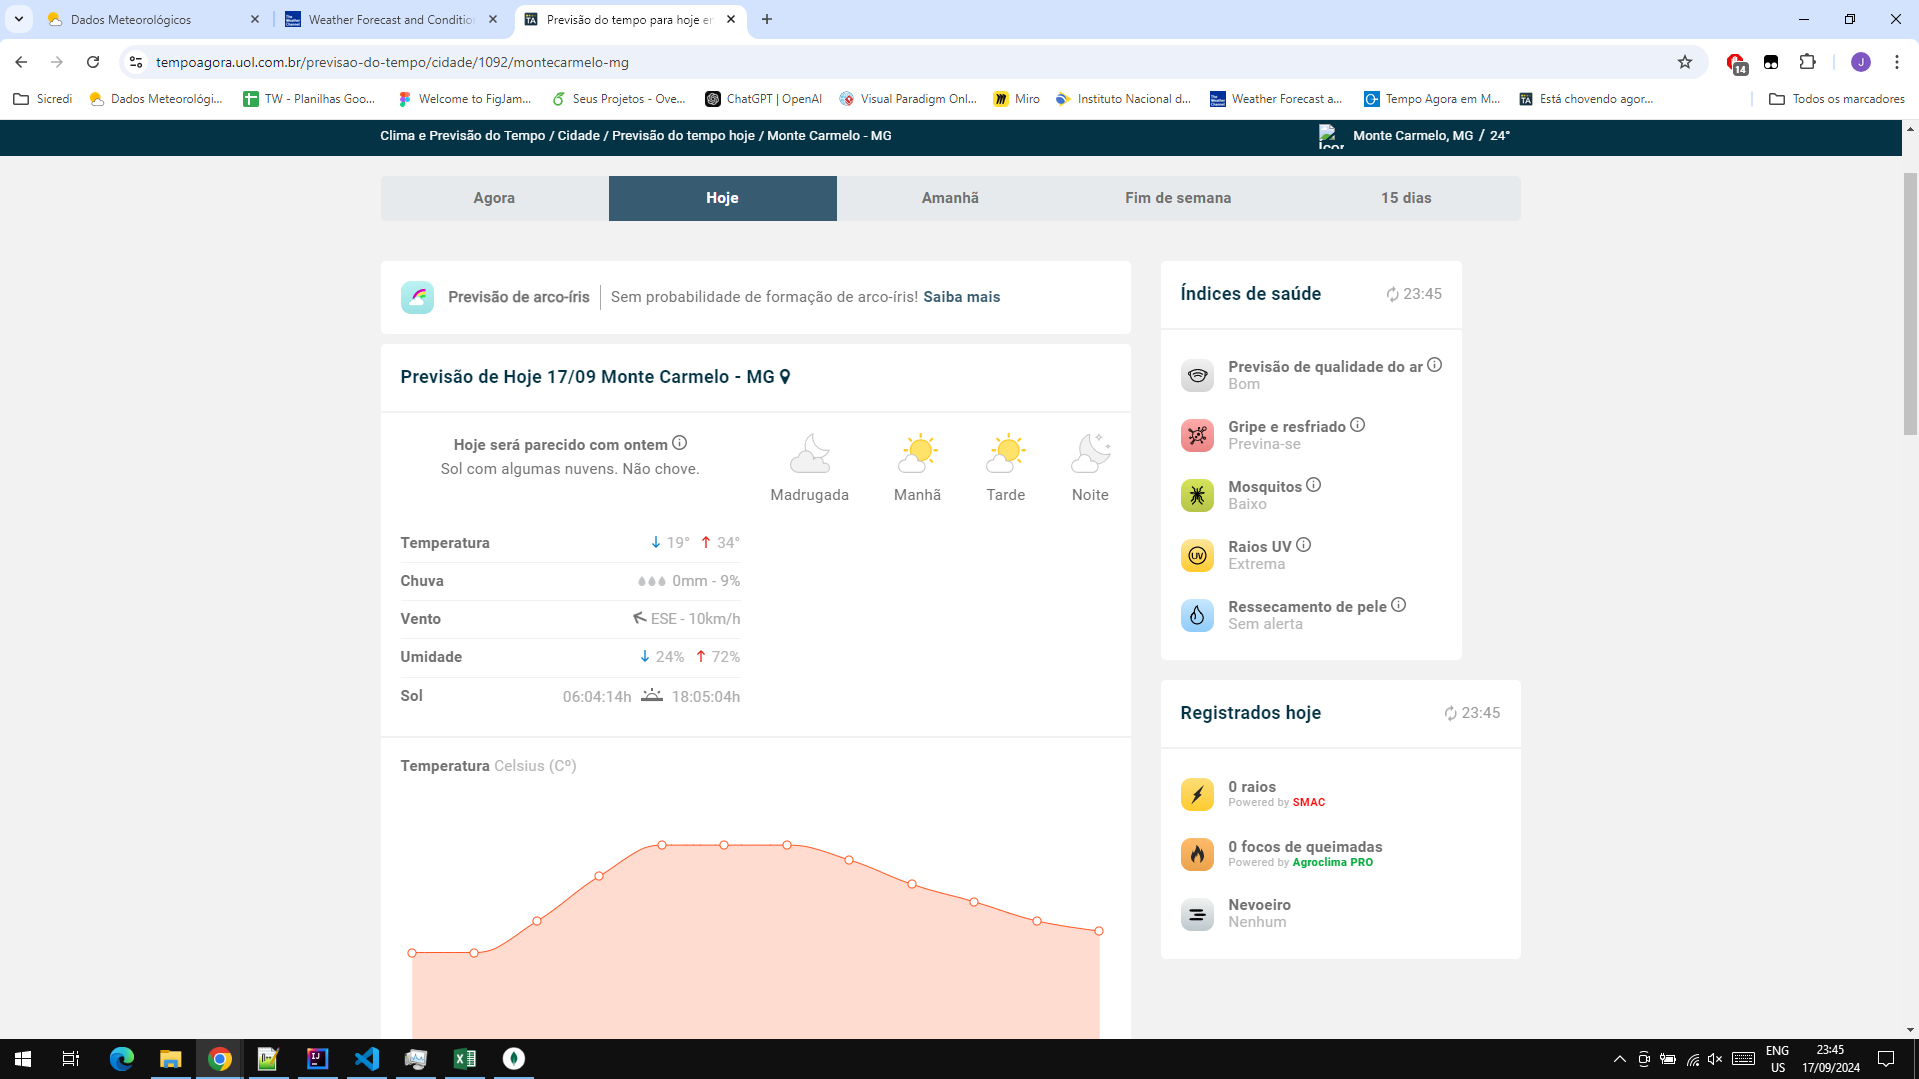 Dados Meteorológicos
Weather Forecast and Conditio
Previsão do tempo para hoje en
tempoagora.uol.com.br/previsao-do-tempo/cidade/1092/montecarmelo-mg
14
J
Sicredi
Dados Meteorológi...
TW - Planilhas Goo...
Welcome to FigJam...
Seus Projetos - Ove...
ChatGPT | OpenAI
Visual Paradigm Onl...
Miro
Instituto Nacional d...
Weather Forecast a...
Tempo Agora em M...
Está chovendo agor...
Todos os marcadores
Clima e Previsão do Tempo / Cidade / Previsão do tempo hoje / Monte Carmelo - MG
Monte Carmelo, MG / 24°
Agora
Hoje
Amanhã
Fim de semana
15 dias
Previsão de arco-íris
Sem probabilidade de formação de arco-íris! Saiba mais
Previsão de Hoje 17/09 Monte Carmelo - MG
Hoje será parecido com ontem
Sol com algumas nuvens. Não chove.
Madrugada
Manhã
Tarde
Noite
Temperatura 19° 34°
Chuva 0mm - 9%
Vento ESE - 10km/h
Umidade 24% 72%
Sol 06:04:14h 18:05:04h
Temperatura Celsius (Cº)
Índices de saúde 23:45
Previsão de qualidade do ar
Bom
Gripe e resfriado
Previna-se
Mosquitos
Baixo
UV
Raios UV
Extrema
Ressecamento de pele
Sem alerta
Registrados hoje 23:45
0 raios
Powered by SMAC
0 focos de queimadas
Powered by Agroclima PRO
Nevoeiro
Nenhum
ENG
US
23:45
17/09/2024